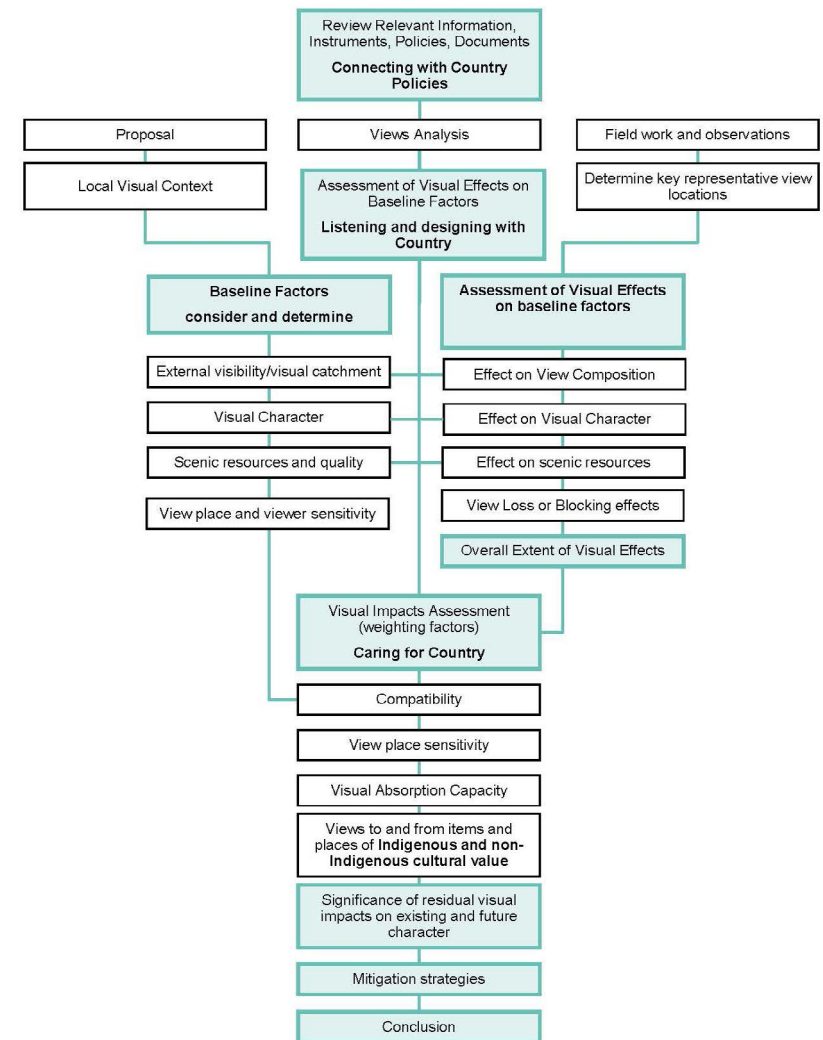 Review Relevant Information,
Instruments, Policies, Documents
Connecting with Country
Policies
Proposal
Views Analysis
Field work and observations
Local Visual Context
Assessment of Visual Effects on
Baseline Factors
Listening and designing with
Country
Determine key representative view
locations
Baseline Factors
consider and determine
Assessment of Visual Effects
on baseline factors
External visibility/visual catchment
Effect on View Composition
Visual Character
Effect on Visual Character
Scenic resources and quality
Effect on scenic resources
View place and viewer sensitivity
View Loss or Blocking effects
Overall Extent of Visual Effects
Visual Impacts Assessment
(weighting factors)
Caring for Country
Compatibility
View place sensitivity
Visual Absorption Capacity
Views to and from items and
places of Indigenous and non-
Indigenous cultural value
Significance of residual visual
impacts on existing and future
character
Mitigation strategies
Conclusion